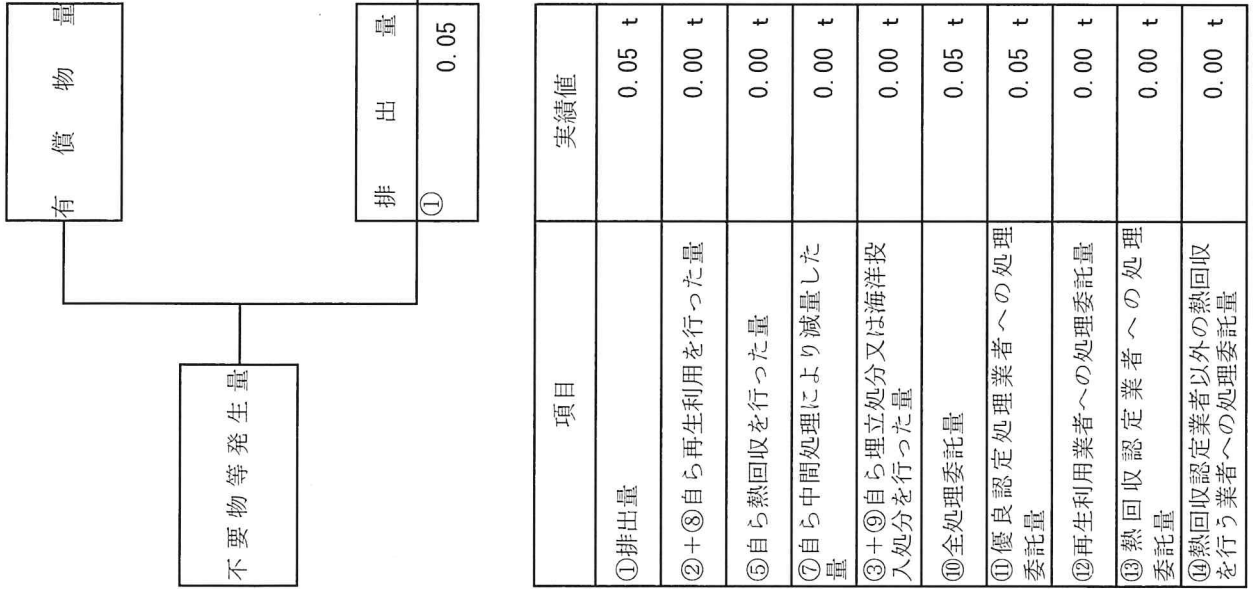 有償物量
排出量
①
0.05
不要物等発生量
項目 実績値
①排出量 0.05 t
②+⑧自ら再生利用を行った量 0.00 t
⑤自ら熱回収を行った量 0.00 t
⑦自ら中間処理により減量した
量 0.00 t
③+⑨自ら埋立処分又は海洋投
入処分を行った量 0.00 t
⑩全処理委託量 0.05 t
⑪優良認定処理業者への処理
委託量 0.05 t
⑫再生利用業者への処理委託量 0.00 t
⑬熱回収認定業者への処理
委託量 0.00 t
⑭熱回収認定業者以外の熱回収
を行う業者への処理委託量 0.00 t